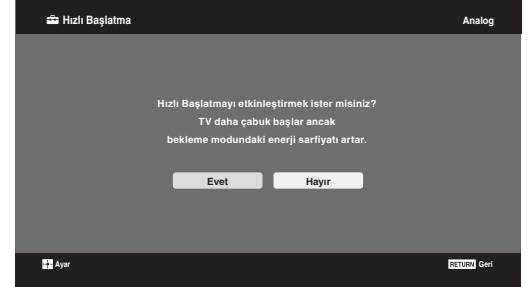 Hızlı Başlatma
Analog
Hızlı Başlatmayı etkinleştirmek ister misiniz?
TV daha çabuk başlar ancak
bekleme modundaki enerji sarfiyatı artar.
Evet
Hayır
Ayar
RETURN Geri